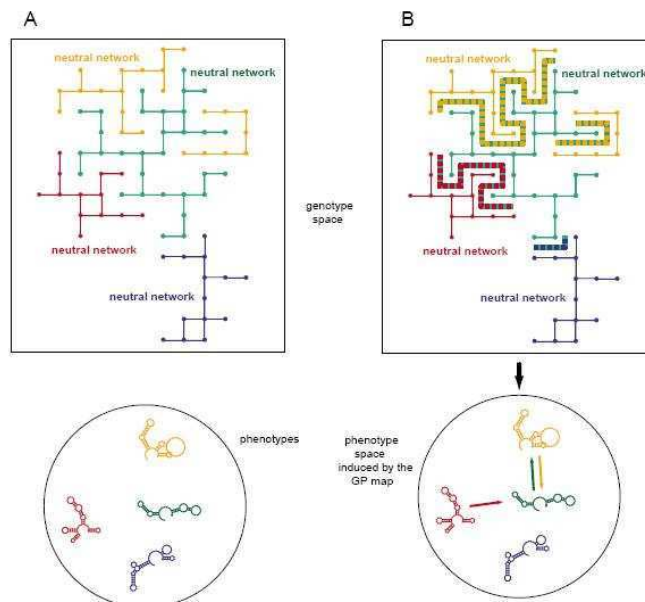 A
B
neutral network
neutral network
neutral network
neutral network
genotype
space
neutral network
neutral network
neutral network
neutral network
phenotypes
phenotype
space
induced by the
GP map